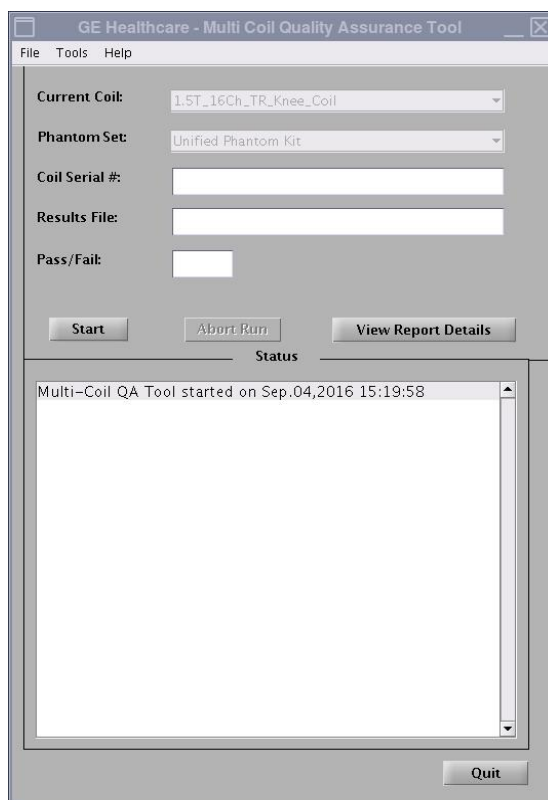 GE Healthcare - Multi Coil Quality Assurance Tool
File Tools Help
Current Coil: 1.5T_16Ch_TR_Knee_Coil
Phantom Set: Unified Phantom Kit
Coil Serial #:
Results File:
Pass/Fail:
Start Abort Run View Report Details
Status
Multi-Coil QA Tool started on Sep.04,2016 15:19:58
Quit